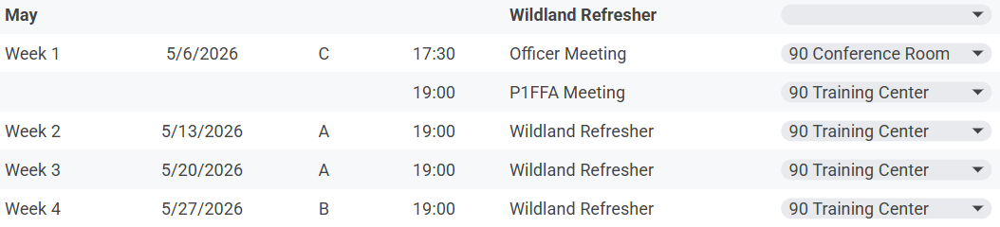 May Wildland Refresher
Week 1 5/6/2026 C 17:30 Officer Meeting 90 Conference Room
19:00 P1FFA Meeting 90 Training Center
Week 2 5/13/2026 A 19:00 Wildland Refresher 90 Training Center
Week 3 5/20/2026 A 19:00 Wildland Refresher 90 Training Center
Week 4 5/27/2026 B 19:00 Wildland Refresher 90 Training Center